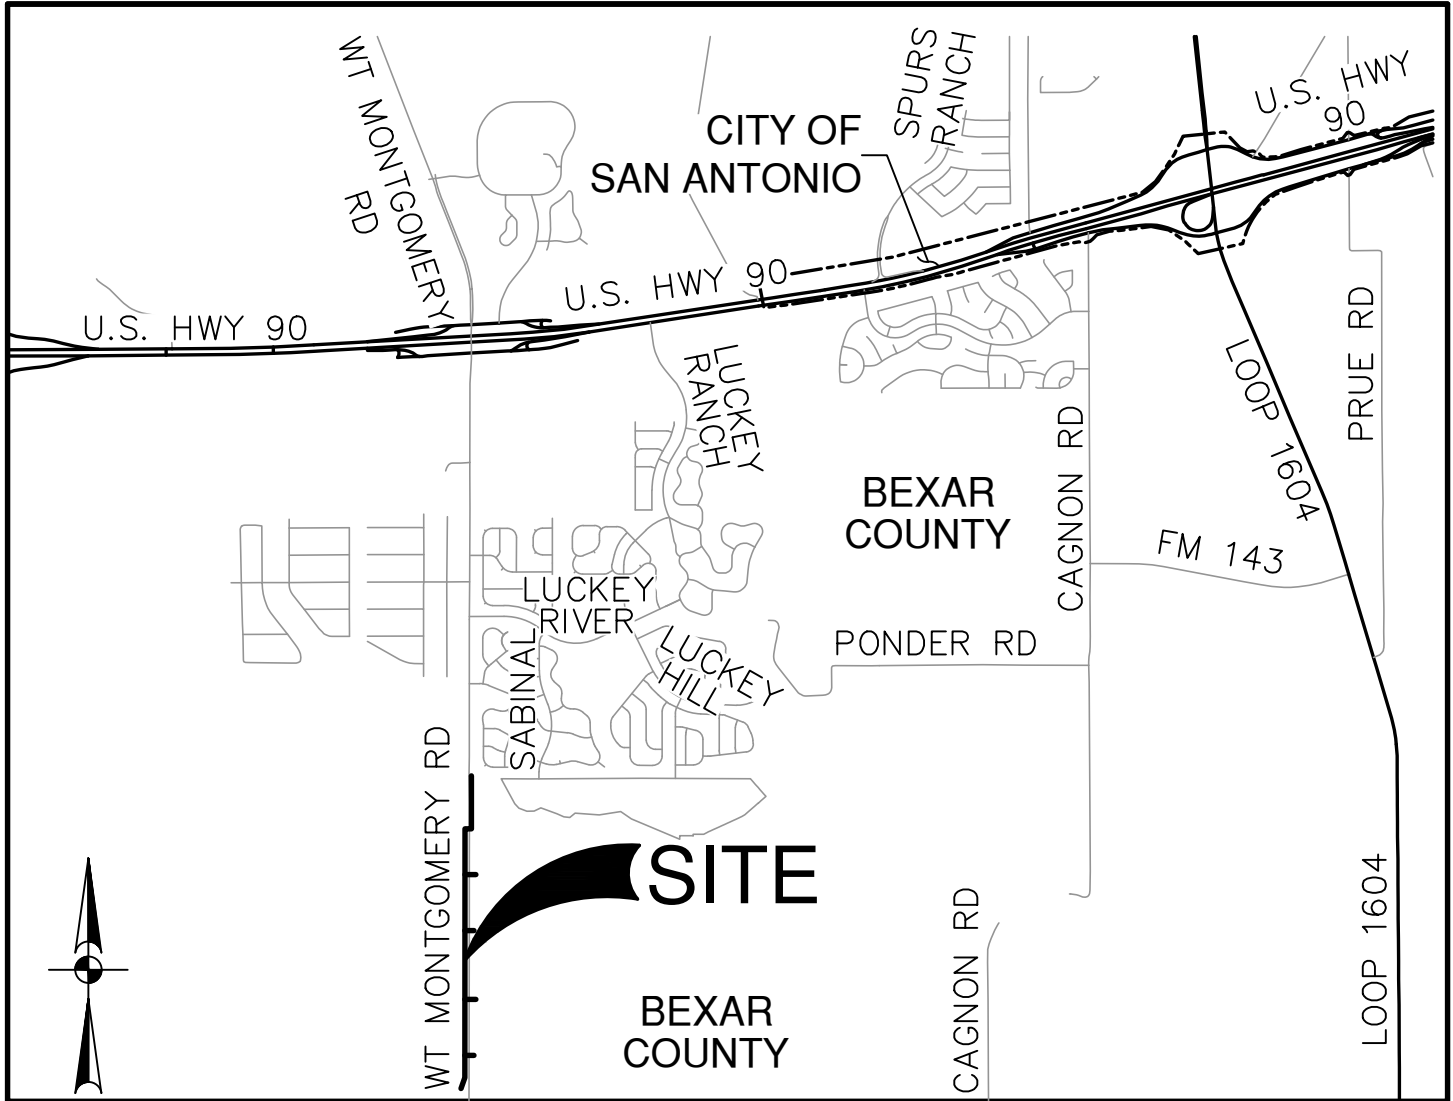 WT MONTGOMERY
RD
SPURS
RANCH
U.S. HWY
90
CITY OF
SAN ANTONIO
U.S. HWY 90
U.S. HWY 90
LUCKEY
RANCH
LOOP 1604
PRUE RD
BEXAR
COUNTY
CAGNON RD
FM 143
LUCKEY
RIVER
SABINAL
LUCKEY
HILL
PONDER RD
WT MONTGOMERY RD
SITE
CAGNON RD
LOOP 1604
BEXAR
COUNTY